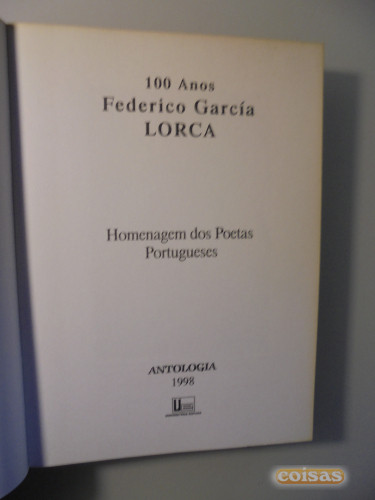 100 Anos
Federico García
LORCA
Homenagem dos Poetas
Portugueses
ANTOLOGIA
1998
U
coisas